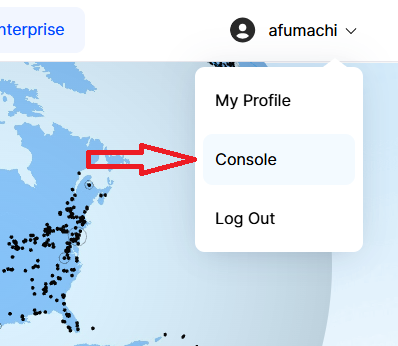 nterprise
afumachi
My Profile
Console
Log Out